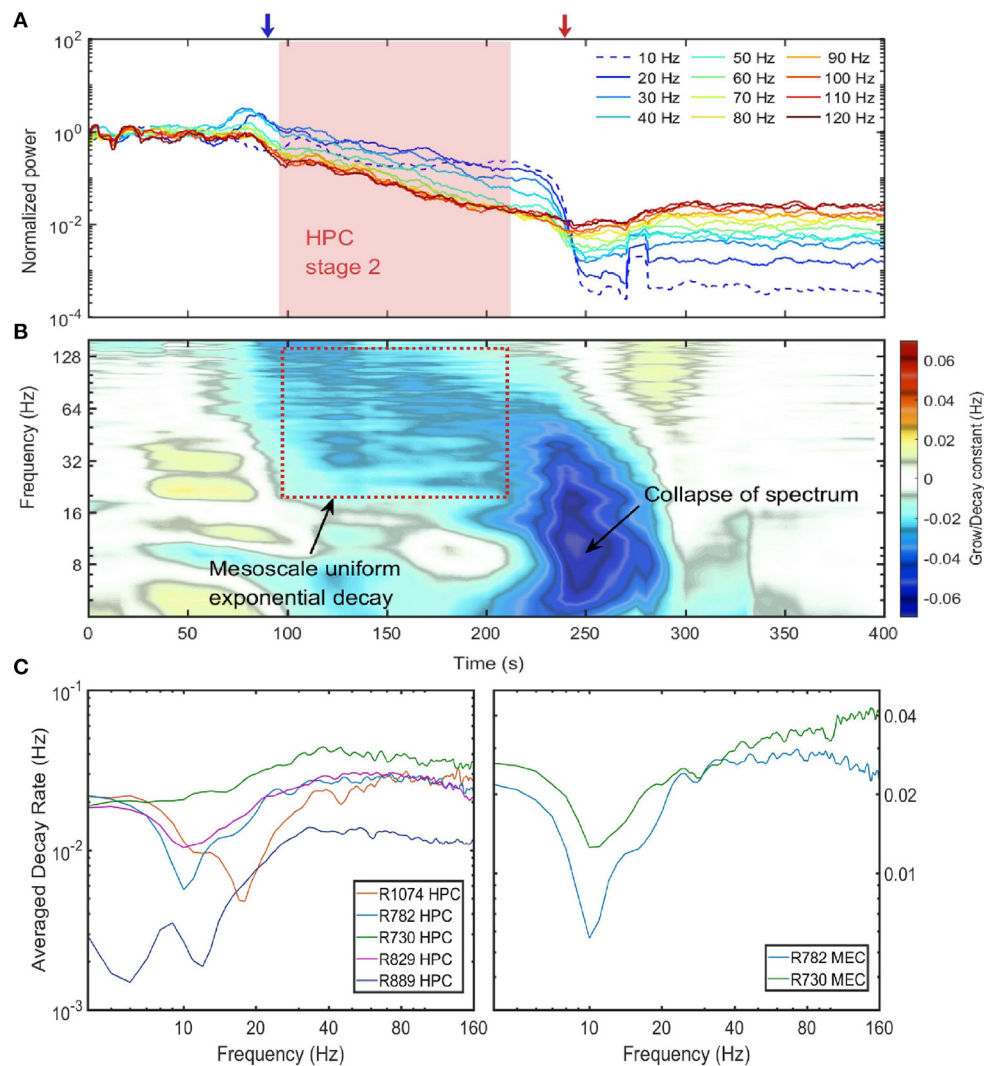 A
10^2
10^0
10^-2
10^-4
Normalized power
10 Hz
20 Hz
30 Hz
40 Hz
50 Hz
60 Hz
70 Hz
80 Hz
90 Hz
100 Hz
110 Hz
120 Hz
HPC
stage 2
B
128
64
32
16
8
Frequency (Hz)
Mesoscale uniform
exponential decay
Collapse of spectrum
0 50 100 150 200 250 300 350 400
Time (s)
0.06
0.04
0.02
0
-0.02
-0.04
-0.06
Grow/Decay constant (Hz)
C
10^-1
10^-2
10^-3
Averaged Decay Rate (Hz)
R1074 HPC
R782 HPC
R730 HPC
R829 HPC
R889 HPC
10 20 40 80 160
Frequency (Hz)
0.04
0.02
0.01
R782 MEC
R730 MEC
10 20 40 80 160
Frequency (Hz)